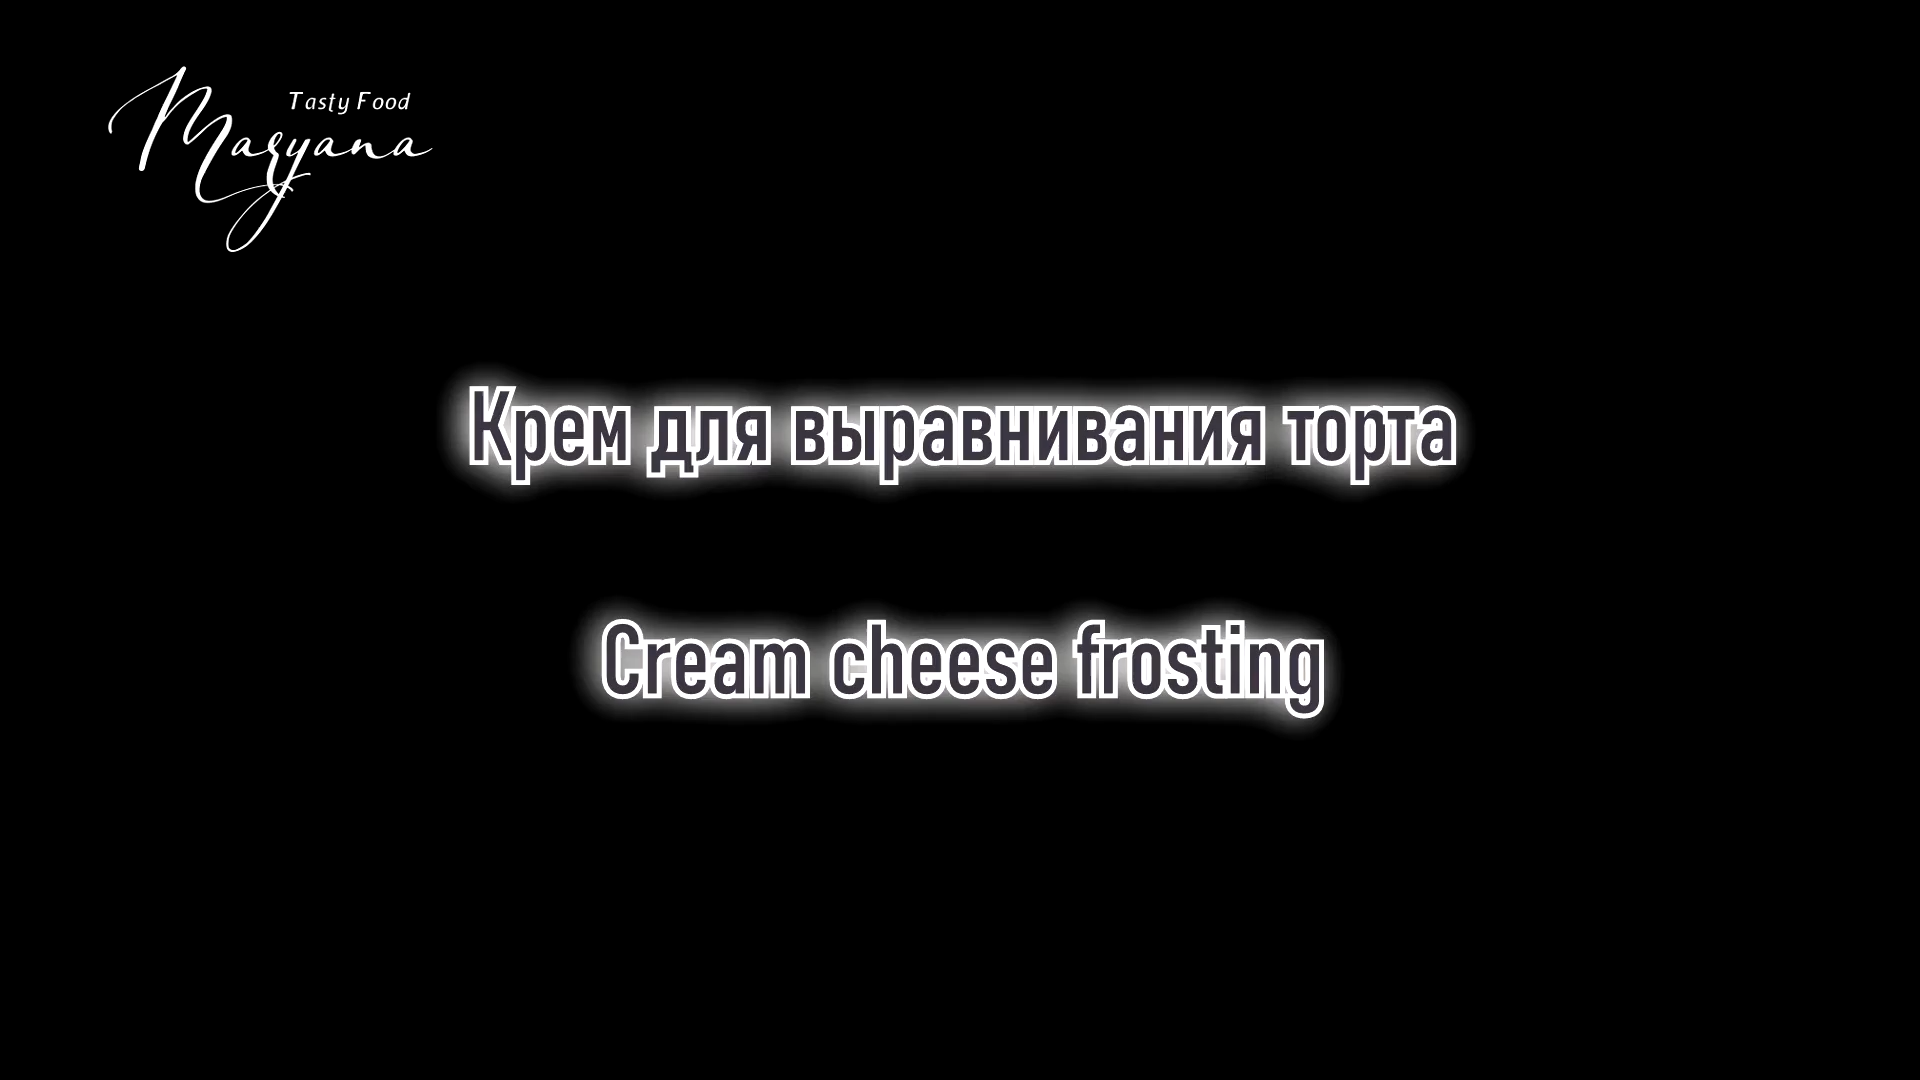 Tasty Food
Maryana
Крем для выравнивания торта
Cream cheese frosting